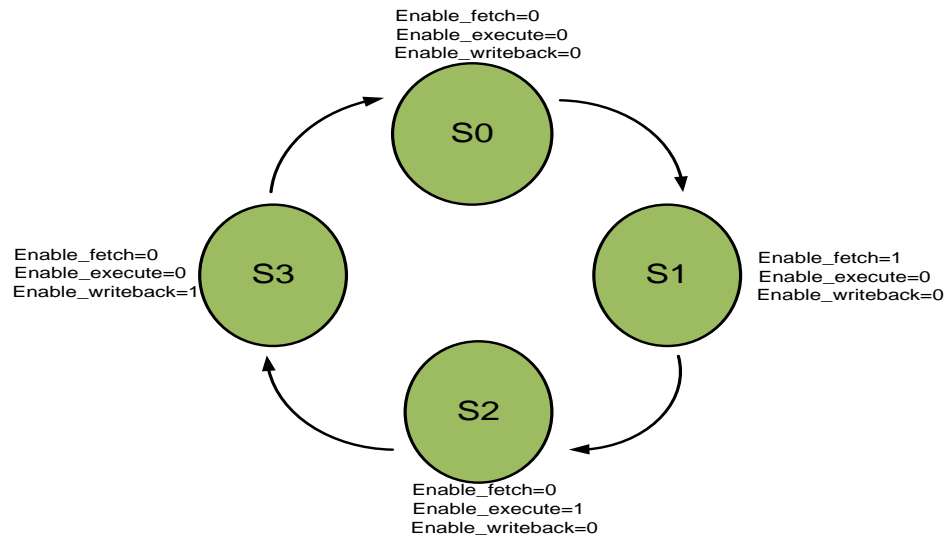 Enable_fetch=0
Enable_execute=0
Enable_writeback=0
S0
Enable_fetch=0
Enable_execute=0
Enable_writeback=1
S3
S1
Enable_fetch=1
Enable_execute=0
Enable_writeback=0
S2
Enable_fetch=0
Enable_execute=1
Enable_writeback=0